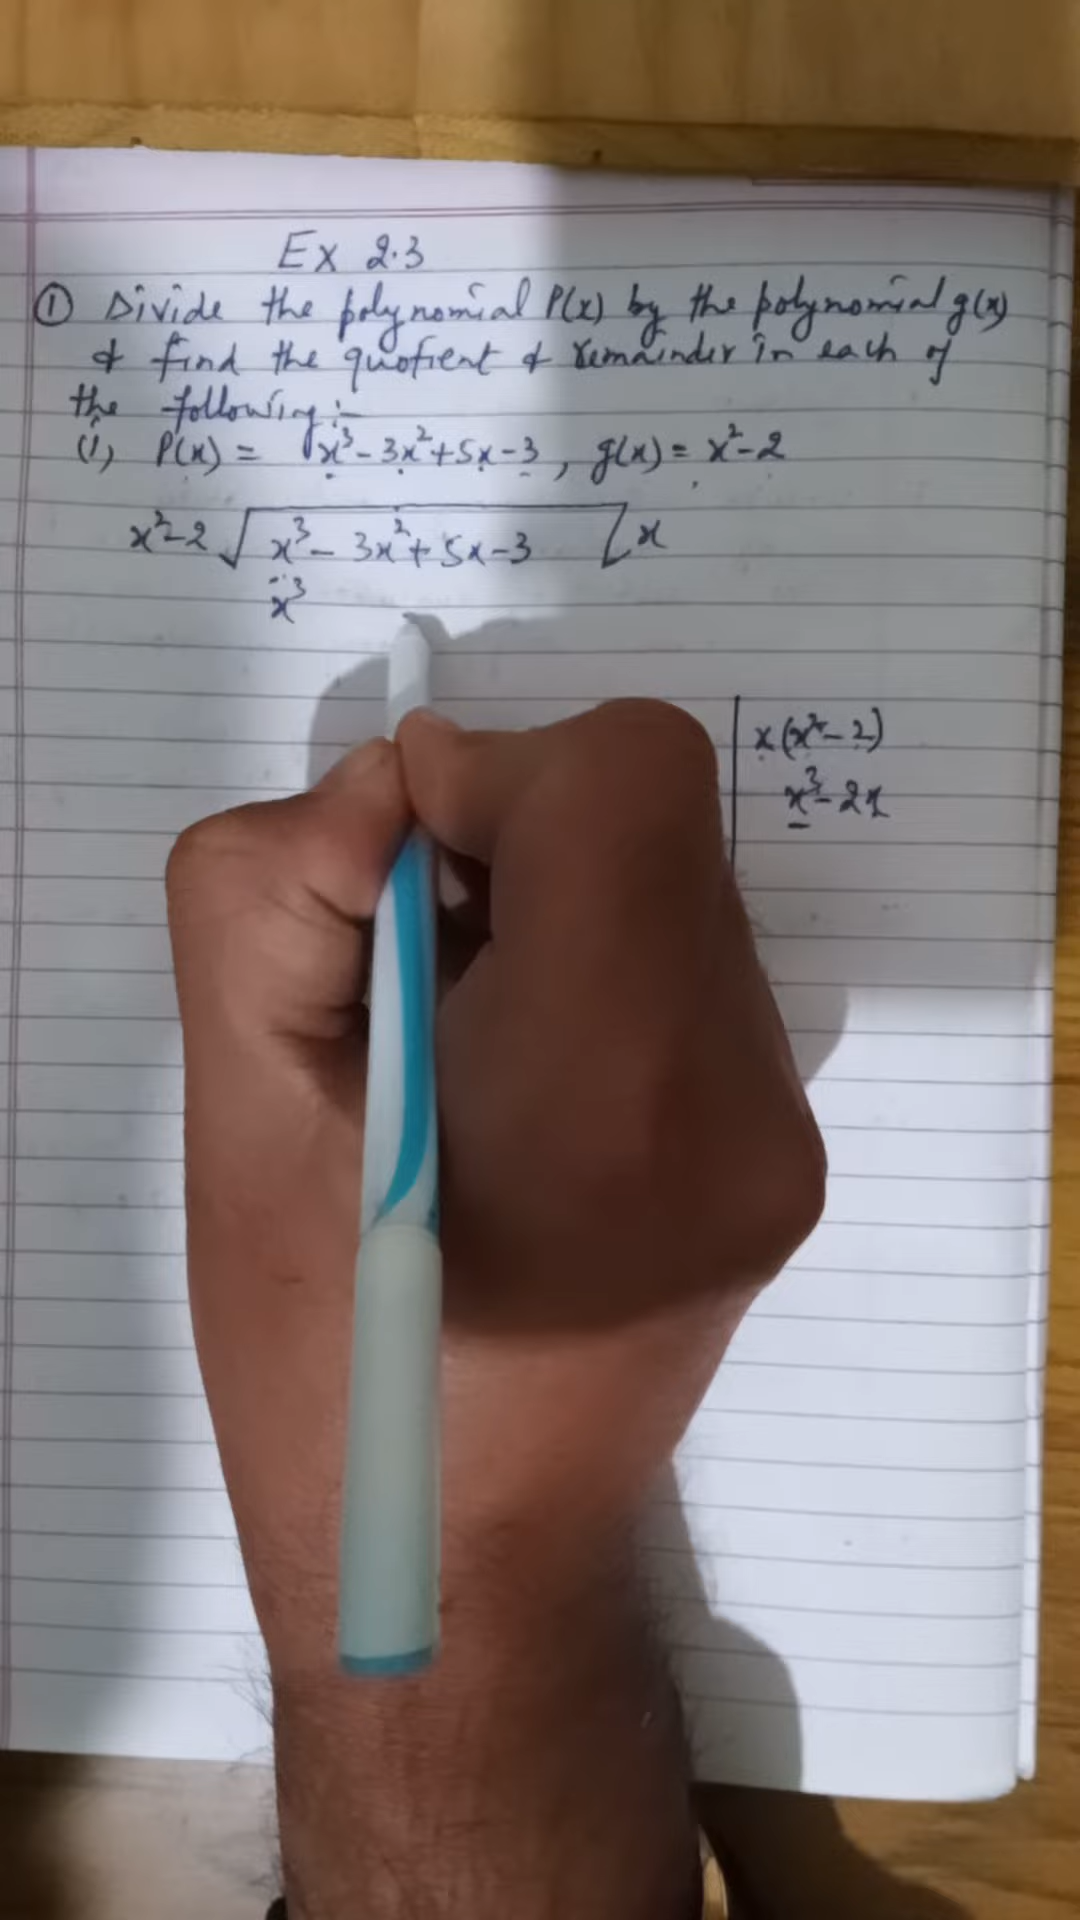 Ex 2.3
① Divide the polynomial P(x) by the polynomial g(x)
& find the quotient & remainder in each of
the following:-
(i) P(x) = x³-3x²+5x-3, g(x) = x²-2
x²-2 √ x³- 3x²+5x-3 [x
x³
x(x²-2)
x³-2x